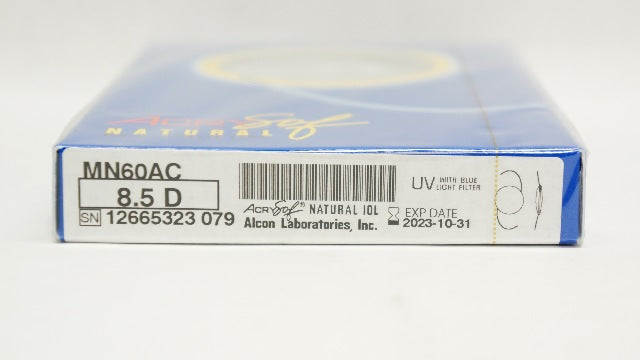 ACRYSof
NATURAL
MN60AC
8.5 D
SN 12665323 079
ACRYSof® NATURAL IOL
Alcon Laboratories, Inc.
UV WITH BLUE
LIGHT FILTER
EXP DATE
2023-10-31